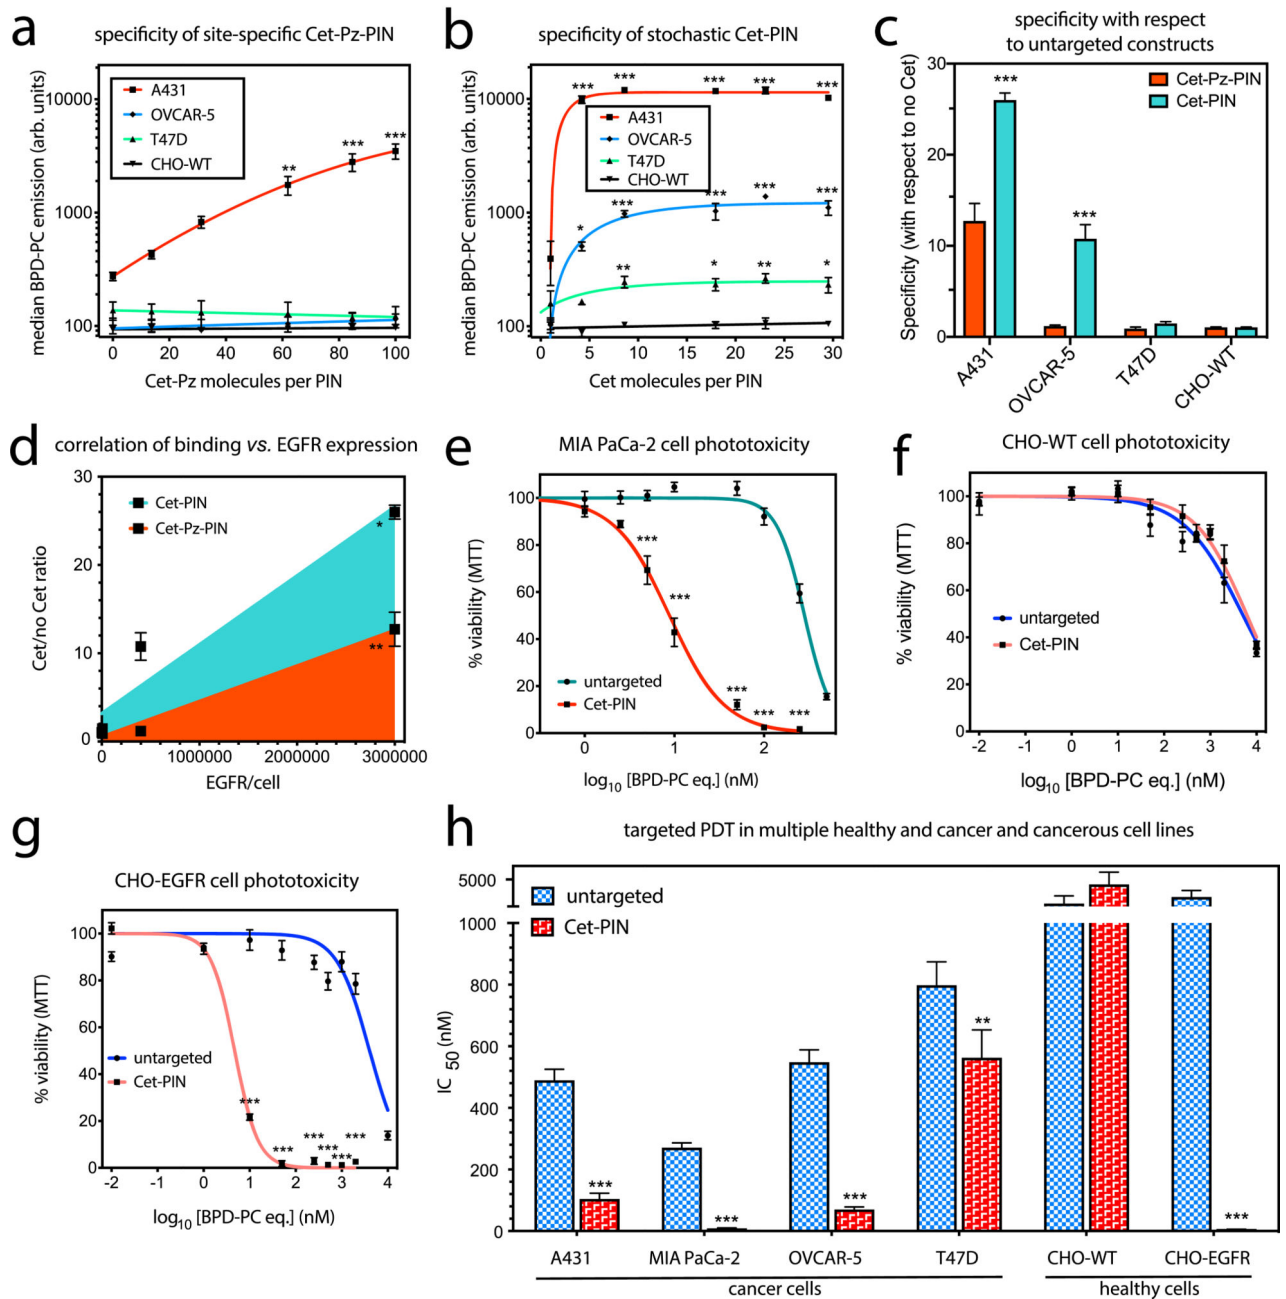 a
specificity of site-specific Cet-Pz-PIN
median BPD-PC emission (arb. units)
10000
1000
100
A431
OVCAR-5
T47D
CHO-WT
**
***
***
0 20 40 60 80 100
Cet-Pz molecules per PIN
b
specificity of stochastic Cet-PIN
median BPD-PC emission (arb. units)
10000
1000
100
*** *** *** *** ***
A431
OVCAR-5
T47D
CHO-WT
* *** *** *** ***
** * ** *
0 5 10 15 20 25 30
Cet molecules per PIN
c
specificity with respect
to untargeted constructs
Specificity (with respect to no Cet)
30
20
10
0
Cet-Pz-PIN
Cet-PIN
***
***
A431
OVCAR-5
T47D
CHO-WT
d
correlation of binding vs. EGFR expression
Cet/no Cet ratio
30
20
10
0
Cet-PIN
Cet-Pz-PIN
*
**
0 1000000 2000000 3000000
EGFR/cell
e
MIA PaCa-2 cell phototoxicity
% viability (MTT)
100
80
60
40
20
0
***
***
***
***
***
untargeted
Cet-PIN
0 1 2
log10 [BPD-PC eq.] (nM)
f
CHO-WT cell phototoxicity
% viability (MTT)
100
80
60
40
20
0
untargeted
Cet-PIN
-2 -1 0 1 2 3 4
log10 [BPD-PC eq.] (nM)
g
CHO-EGFR cell phototoxicity
% viability (MTT)
100
80
60
40
20
0
untargeted
Cet-PIN
***
***
***
***
***
***
-2 -1 0 1 2 3 4
log10 [BPD-PC eq.] (nM)
h
targeted PDT in multiple healthy and cancer and cancerous cell lines
IC 50 (nM)
5000
1000
800
600
400
200
0
untargeted
Cet-PIN
***
***
***
**
***
A431 MIA PaCa-2 OVCAR-5 T47D CHO-WT CHO-EGFR
cancer cells healthy cells